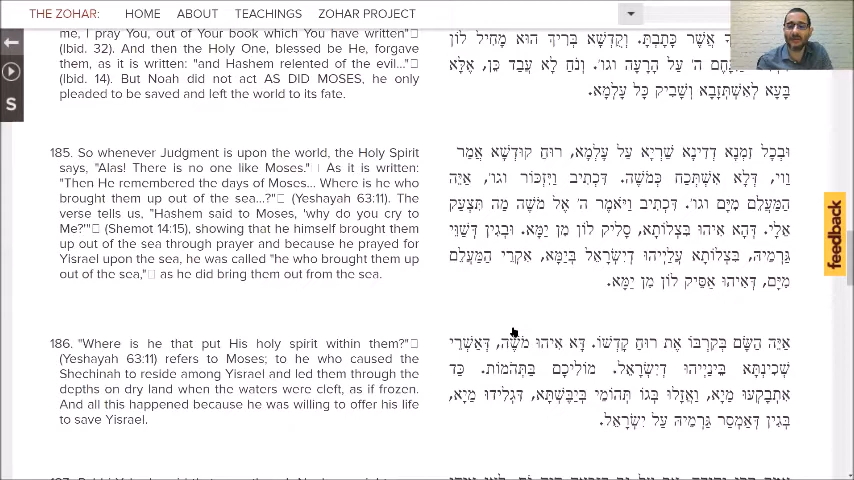 THE ZOHAR: HOME ABOUT TEACHINGS ZOHAR PROJECT
me, I pray You, out of Your book which You have written"
(Ibid. 32). And then the Holy One, blessed be He, forgave
them, as it is written: "and Hashem relented of the evil..."
(Ibid. 14). But Noah did not act AS DID MOSES, he only
pleaded to be saved and left the world to its fate.
אֲשֶׁר כָּתָבְתָּ. וְקֻדְשָׁא בְּרִיךְ הוּא מָחֵיל לוֹן
ה' עַל הָרָעָה וגו'. וְנֹחַ לָא עֲבַד כֵּן, אֶלָּא
בָּעָא לְאִשְׁתְּזָבָא וְשָׁבִיק כָּל עָלְמָא.
185. So whenever Judgment is upon the world, the Holy Spirit
says, "Alas! There is no one like Moses." As it is written:
"Then He remembered the days of Moses... Where is he who
brought them up out of the sea...?" (Yeshayah 63:11). The
verse tells us, "Hashem said to Moses, 'why do you cry to
Me?'" (Shemot 14:15), showing that he himself brought them
up out of the sea through prayer and because he prayed for
Yisrael upon the sea, he was called "he who brought them up
out of the sea," as he did bring them out from the sea.
וּבְכָל זִמְנָא דְּדִינָא שַׁרְיָא עַל עָלְמָא, רוּחַ קוּדְשָׁא אֲמַר
וַוי, דְּלָא אִשְׁתְּכַח כְּמֹשֶׁה. דִּכְתִיב וַיִּזְכּוֹר וגו', אַיֵּה
הַמַּעֲלֵם מִיָּם וגו'. דִּכְתִיב וַיֹּאמֶר ה' אֶל מֹשֶׁה מַה תִּצְעַק
אֵלָי. דְּהָא אִיהוּ בִּצְלוֹתָא, סָלֵיק לוֹן מִן יַמָּא. וּבְגִין דְּשַׁוֵּי
גַּרְמֵיהּ, בִּצְלוֹתָא עֲלַיְיהוּ דְיִשְׂרָאֵל בְּיַמָּא, אִקְרֵי הַמַּעֲלֵם
מִיָּם, דְּאִיהוּ אַסֵּיק לוֹן מִן יַמָּא.
186. "Where is he that put His holy spirit within them?"
(Yeshayah 63:11) refers to Moses; to he who caused the
Shechinah to reside among Yisrael and led them through the
depths on dry land when the waters were cleft, as if frozen.
And all this happened because he was willing to offer his life
to save Yisrael.
אַיֵּה הַשָּׂם בְּקִרְבּוֹ אֶת רוּחַ קָדְשׁוֹ. דָּא אִיהוּ מֹשֶׁה, דְּאַשְׁרֵי
שְׁכִינְתָּא בֵּינַיְיהוּ דְיִשְׂרָאֵל. מוֹלִיכָם בַּתְּהֹמוֹת. כַּד
אִתְבְּקָעוּ מַיָּא, וַאֲזָלוּ בְּגוֹ תְּהוֹמֵי בְּיַבֶּשְׁתָּא, דְּגָלִידוּ מַיָּא,
בְּגִין דְּאִמְסַר גַּרְמֵיהּ עַל יִשְׂרָאֵל.
S
feedback